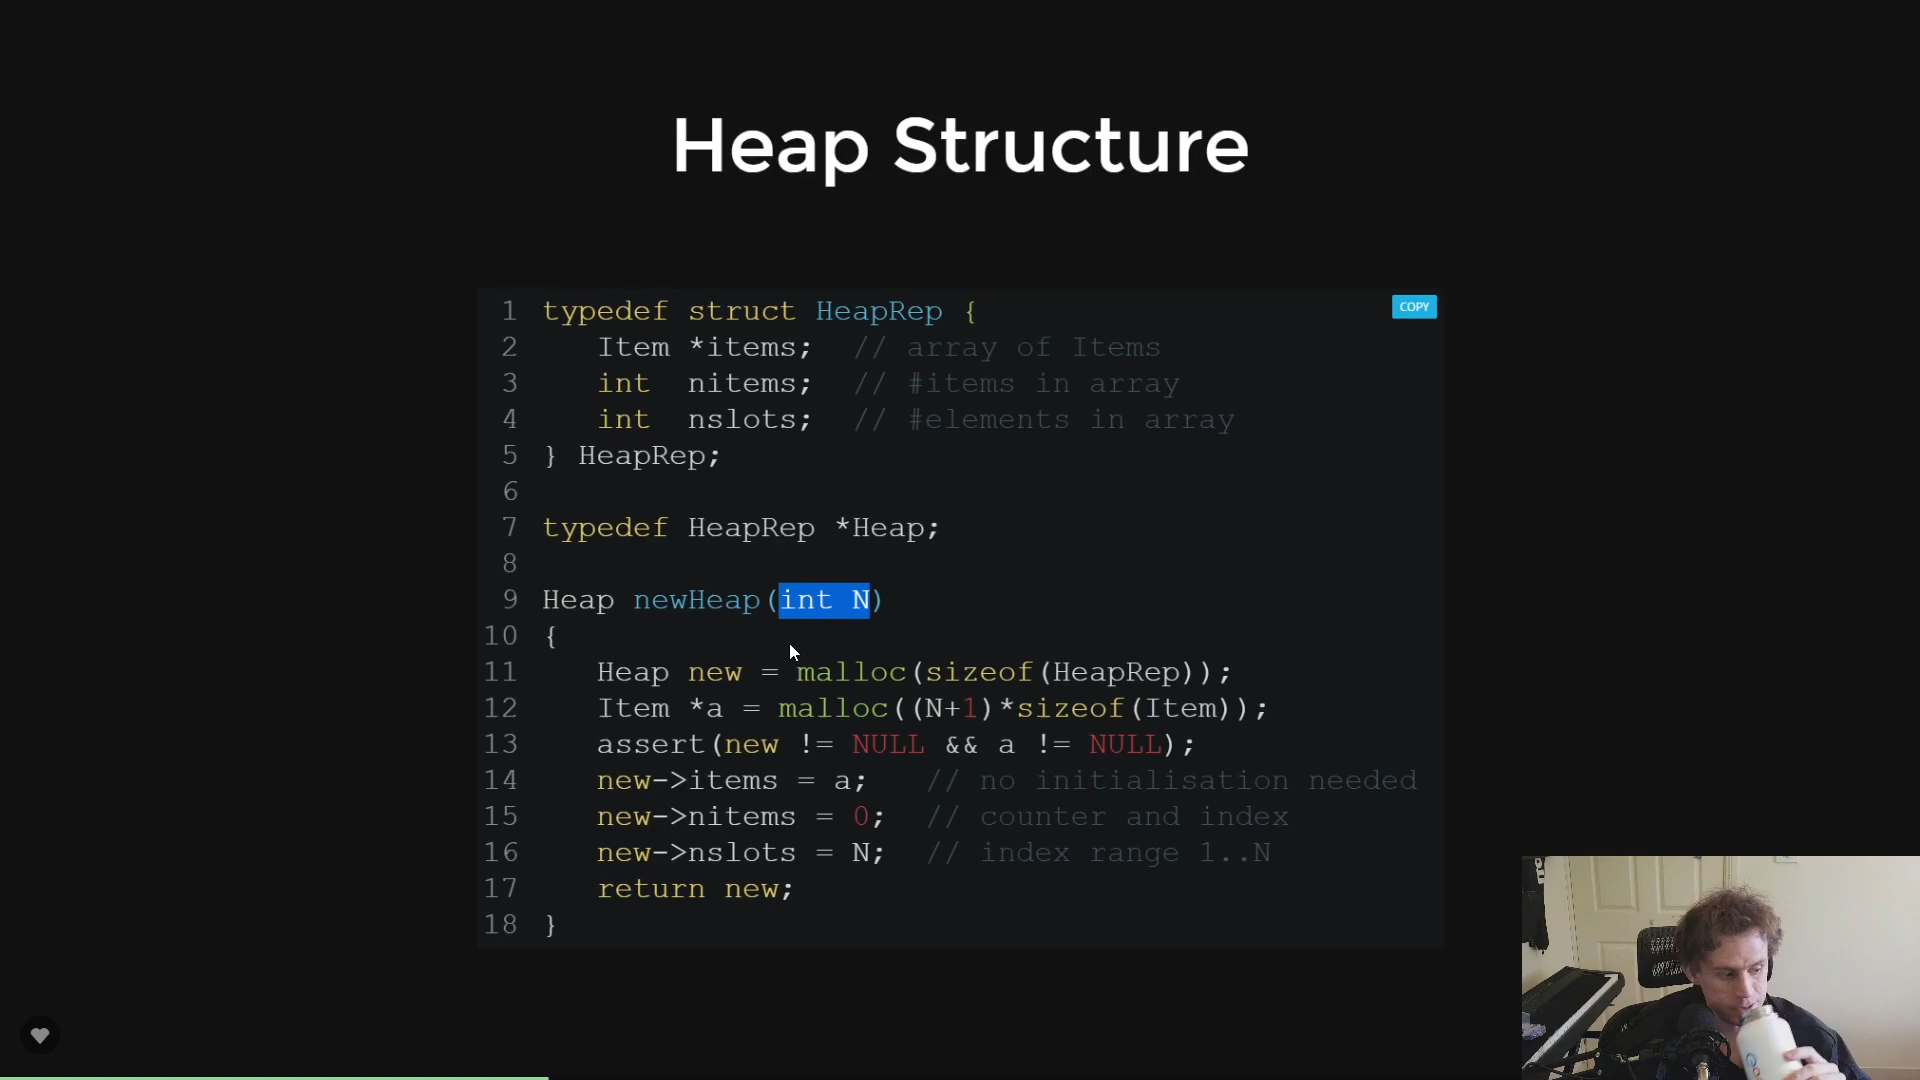 Heap Structure
COPY
1 typedef struct HeapRep {
2 Item *items; // array of Items
3 int nitems; // #items in array
4 int nslots; // #elements in array
5 } HeapRep;
6
7 typedef HeapRep *Heap;
8
9 Heap newHeap(int N)
10 {
11 Heap new = malloc(sizeof(HeapRep));
12 Item *a = malloc((N+1)*sizeof(Item));
13 assert(new != NULL && a != NULL);
14 new->items = a; // no initialisation needed
15 new->nitems = 0; // counter and index
16 new->nslots = N; // index range 1..N
17 return new;
18 }